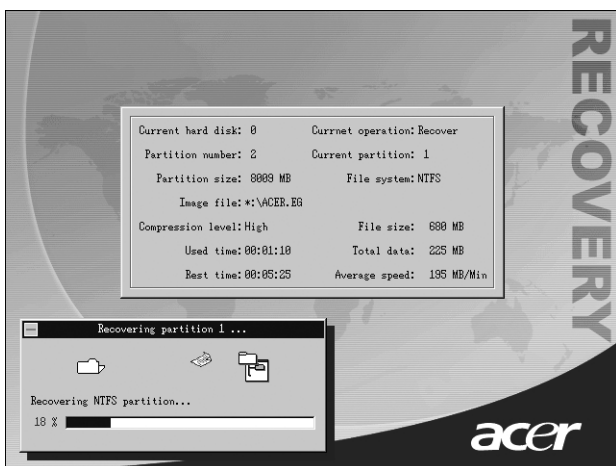 RECOVERY
Current hard disk: 0 Currnet operation: Recover
Partition number: 2 Current partition: 1
Partition size: 8009 MB File system: NTFS
Image file: *:\ACER.EG
Compression level: High File size: 680 MB
Used time: 00:01:10 Total data: 225 MB
Rest time: 00:05:25 Average speed: 195 MB/Min
Recovering partition 1 ...
Recovering NTFS partition...
18 %
acer